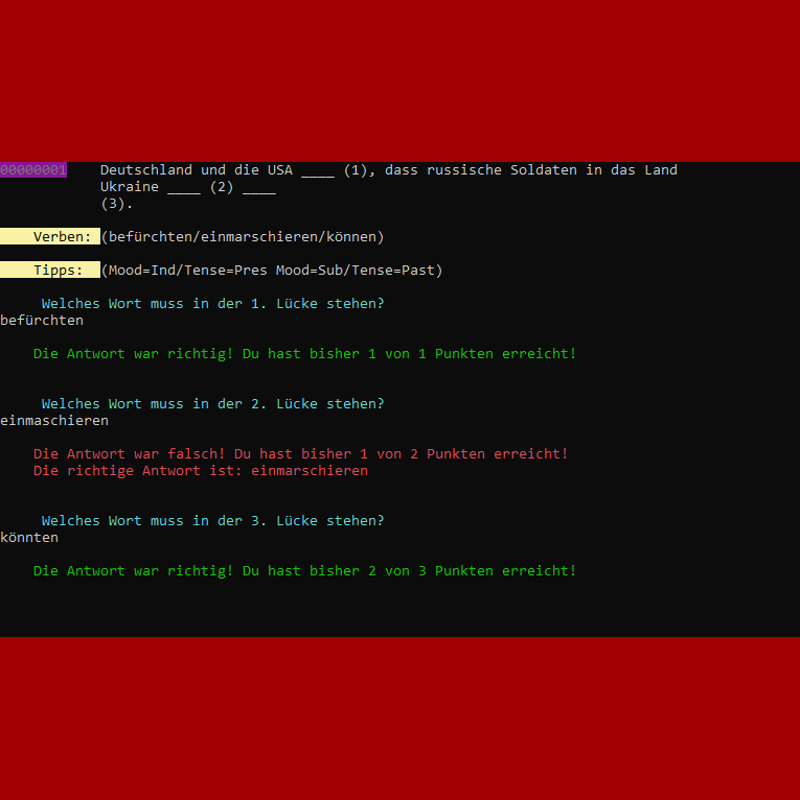 00000001 Deutschland und die USA ____ (1), dass russische Soldaten in das Land
Ukraine ____ (2) ____
(3).
Verben: (befürchten/einmarschieren/können)
Tipps: (Mood=Ind/Tense=Pres Mood=Sub/Tense=Past)
Welches Wort muss in der 1. Lücke stehen?
befürchten
Die Antwort war richtig! Du hast bisher 1 von 1 Punkten erreicht!
Welches Wort muss in der 2. Lücke stehen?
einmaschieren
Die Antwort war falsch! Du hast bisher 1 von 2 Punkten erreicht!
Die richtige Antwort ist: einmarschieren
Welches Wort muss in der 3. Lücke stehen?
könnten
Die Antwort war richtig! Du hast bisher 2 von 3 Punkten erreicht!